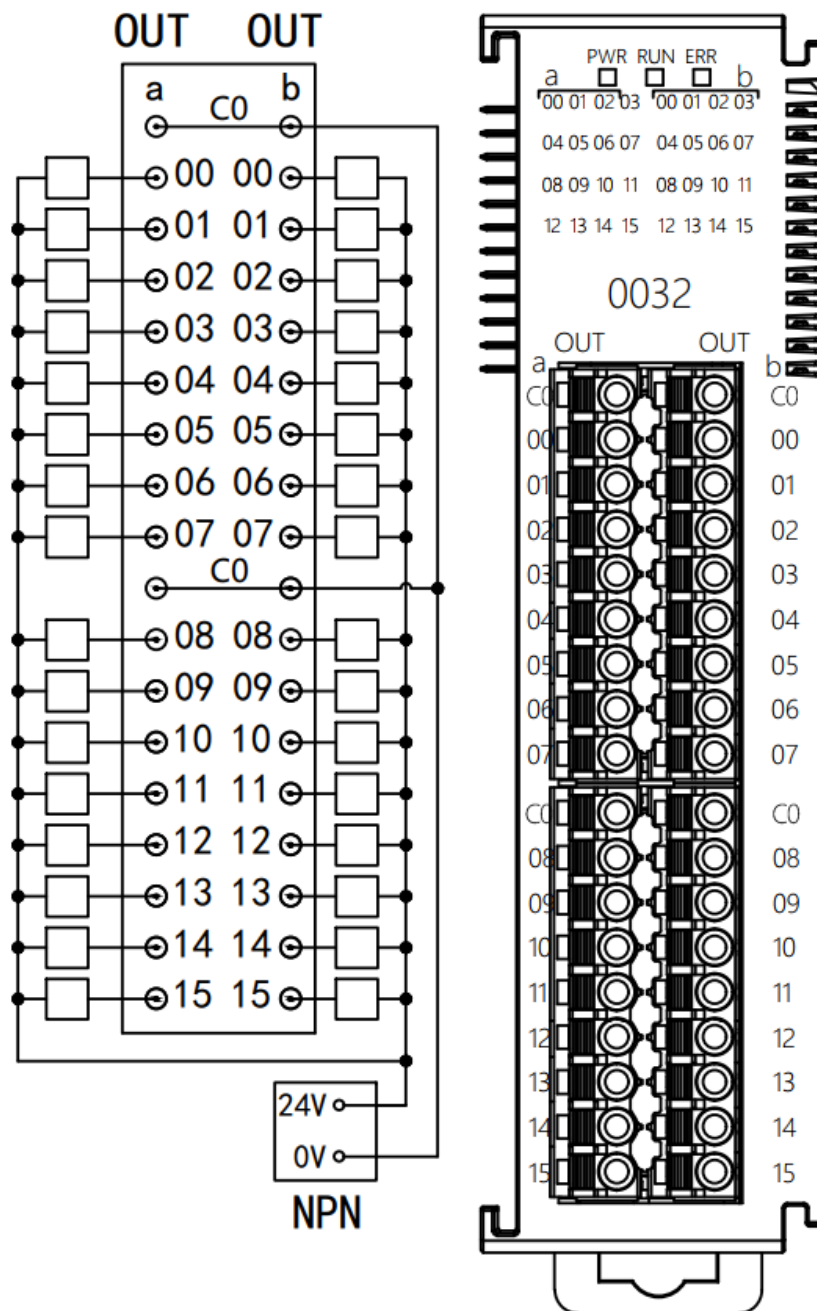 OUT OUT
a b
C0
00 00
01 01
02 02
03 03
04 04
05 05
06 06
07 07
C0
08 08
09 09
10 10
11 11
12 12
13 13
14 14
15 15
24V
0V
NPN
PWR RUN ERR
a b
00 01 02 03 00 01 02 03
04 05 06 07 04 05 06 07
08 09 10 11 08 09 10 11
12 13 14 15 12 13 14 15
0032
OUT OUT
a b
C0 C0
00 00
01 01
02 02
03 03
04 04
05 05
06 06
07 07
C0 C0
08 08
09 09
10 10
11 11
12 12
13 13
14 14
15 15